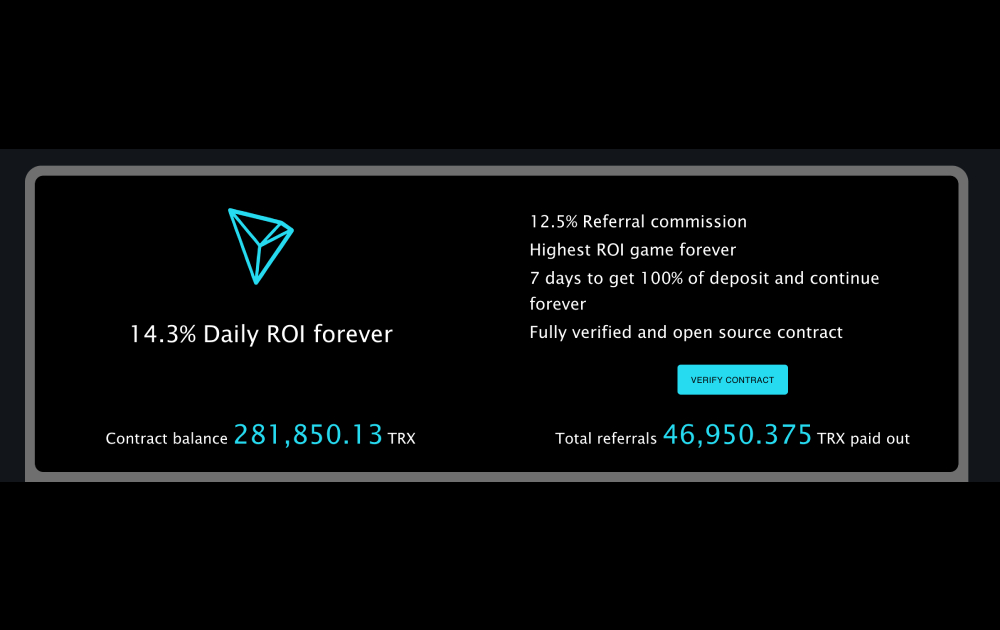 12.5% Referral commission
Highest ROI game forever
7 days to get 100% of deposit and continue
forever
Fully verified and open source contract
14.3% Daily ROI forever
VERIFY CONTRACT
Contract balance 281,850.13 TRX
Total referrals 46,950.375 TRX paid out